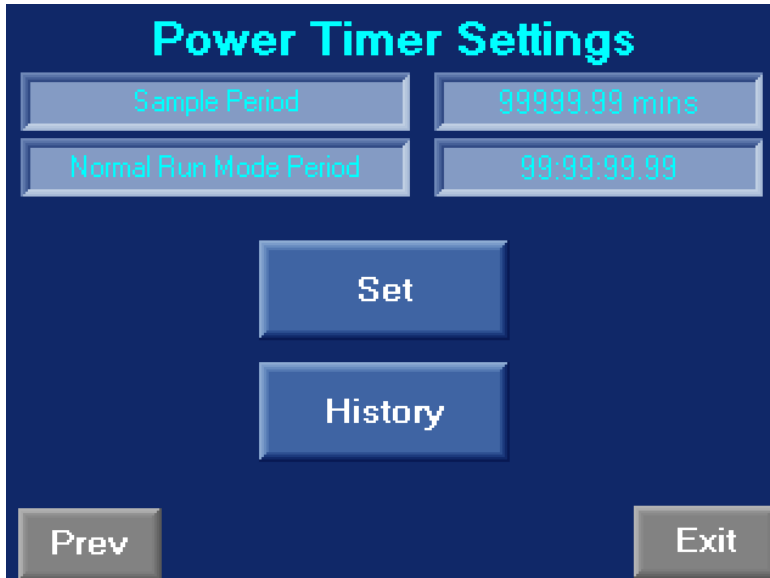 Power Timer Settings
Sample Period 99999.99 mins
Normal Run Mode Period 99:99:99.99
Set
History
Prev Exit